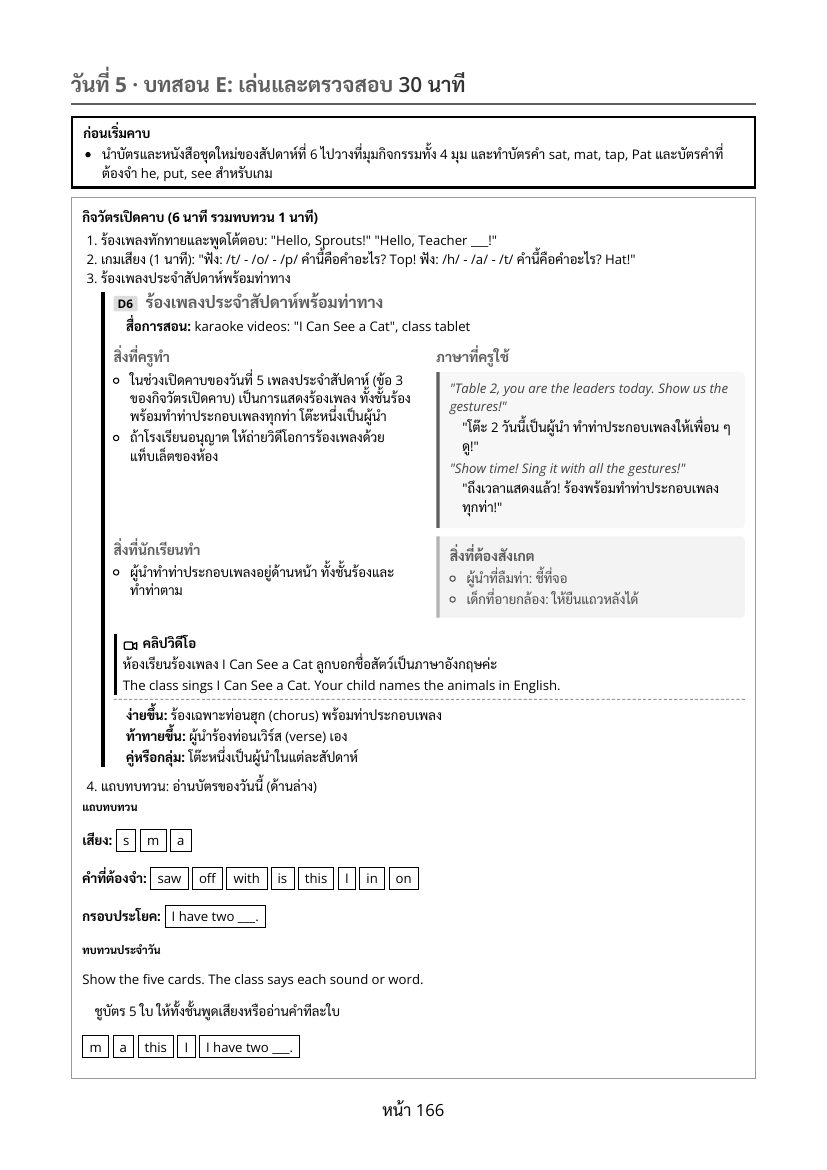 วันที่ 5 · บทสอน E: เล่นและตรวจสอบ 30 นาที
ก่อนเริ่มคาบ
• นำบัตรและหนังสือชุดใหม่ของสัปดาห์ที่ 6 ไปวางที่มุมกิจกรรมทั้ง 4 มุม และทำบัตรคำ sat, mat, tap, Pat และบัตรคำที่
ต้องจำ he, put, see สำหรับเกม
กิจวัตรเปิดคาบ (6 นาที รวมทบทวน 1 นาที)
1. ร้องเพลงทักทายและพูดโต้ตอบ: "Hello, Sprouts!" "Hello, Teacher ___!"
2. เกมเสียง (1 นาที): "ฟัง: /t/ - /o/ - /p/ คำนี้คือคำอะไร? Top! ฟัง: /h/ - /a/ - /t/ คำนี้คือคำอะไร? Hat!"
3. ร้องเพลงประจำสัปดาห์พร้อมท่าทาง
D6 ร้องเพลงประจำสัปดาห์พร้อมท่าทาง
สื่อการสอน: karaoke videos: "I Can See a Cat", class tablet
สิ่งที่ครูทำ
ในช่วงเปิดคาบของวันที่ 5 เพลงประจำสัปดาห์ (ข้อ 3
ของกิจวัตรเปิดคาบ) เป็นการแสดงร้องเพลง ทั้งชั้นร้อง
พร้อมทำท่าประกอบเพลงทุกท่า โต๊ะหนึ่งเป็นผู้นำ
ถ้าโรงเรียนอนุญาต ให้ถ่ายวิดีโอการร้องเพลงด้วย
แท็บเล็ตของห้อง
ภาษาที่ครูใช้
"Table 2, you are the leaders today. Show us the
gestures!"
"โต๊ะ 2 วันนี้เป็นผู้นำ ทำท่าประกอบเพลงให้เพื่อน ๆ
ดู!"
"Show time! Sing it with all the gestures!"
"ถึงเวลาแสดงแล้ว! ร้องพร้อมทำท่าประกอบเพลง
ทุกท่า!"
สิ่งที่นักเรียนทำ
ผู้นำทำท่าประกอบเพลงอยู่ด้านหน้า ทั้งชั้นร้องและ
ทำท่าตาม
สิ่งที่ต้องสังเกต
ผู้นำที่ลืมท่า: ชี้ที่จอ
เด็กที่อายกล้อง: ให้ยืนแถวหลังได้
คลิปวิดีโอ
ห้องเรียนร้องเพลง I Can See a Cat ลูกบอกชื่อสัตว์เป็นภาษาอังกฤษค่ะ
The class sings I Can See a Cat. Your child names the animals in English.
ง่ายขึ้น: ร้องเฉพาะท่อนฮุก (chorus) พร้อมท่าประกอบเพลง
ท้าทายขึ้น: ผู้นำร้องท่อนเวิร์ส (verse) เอง
คู่หรือกลุ่ม: โต๊ะหนึ่งเป็นผู้นำในแต่ละสัปดาห์
4. แถบทบทวน: อ่านบัตรของวันนี้ (ด้านล่าง)
แถบทบทวน
เสียง: s m a
คำที่ต้องจำ: saw off with is this I in on
กรอบประโยค: I have two ___.
ทบทวนประจำวัน
Show the five cards. The class says each sound or word.
ชูบัตร 5 ใบ ให้ทั้งชั้นพูดเสียงหรืออ่านคำทีละใบ
m a this I I have two ___.
หน้า 166